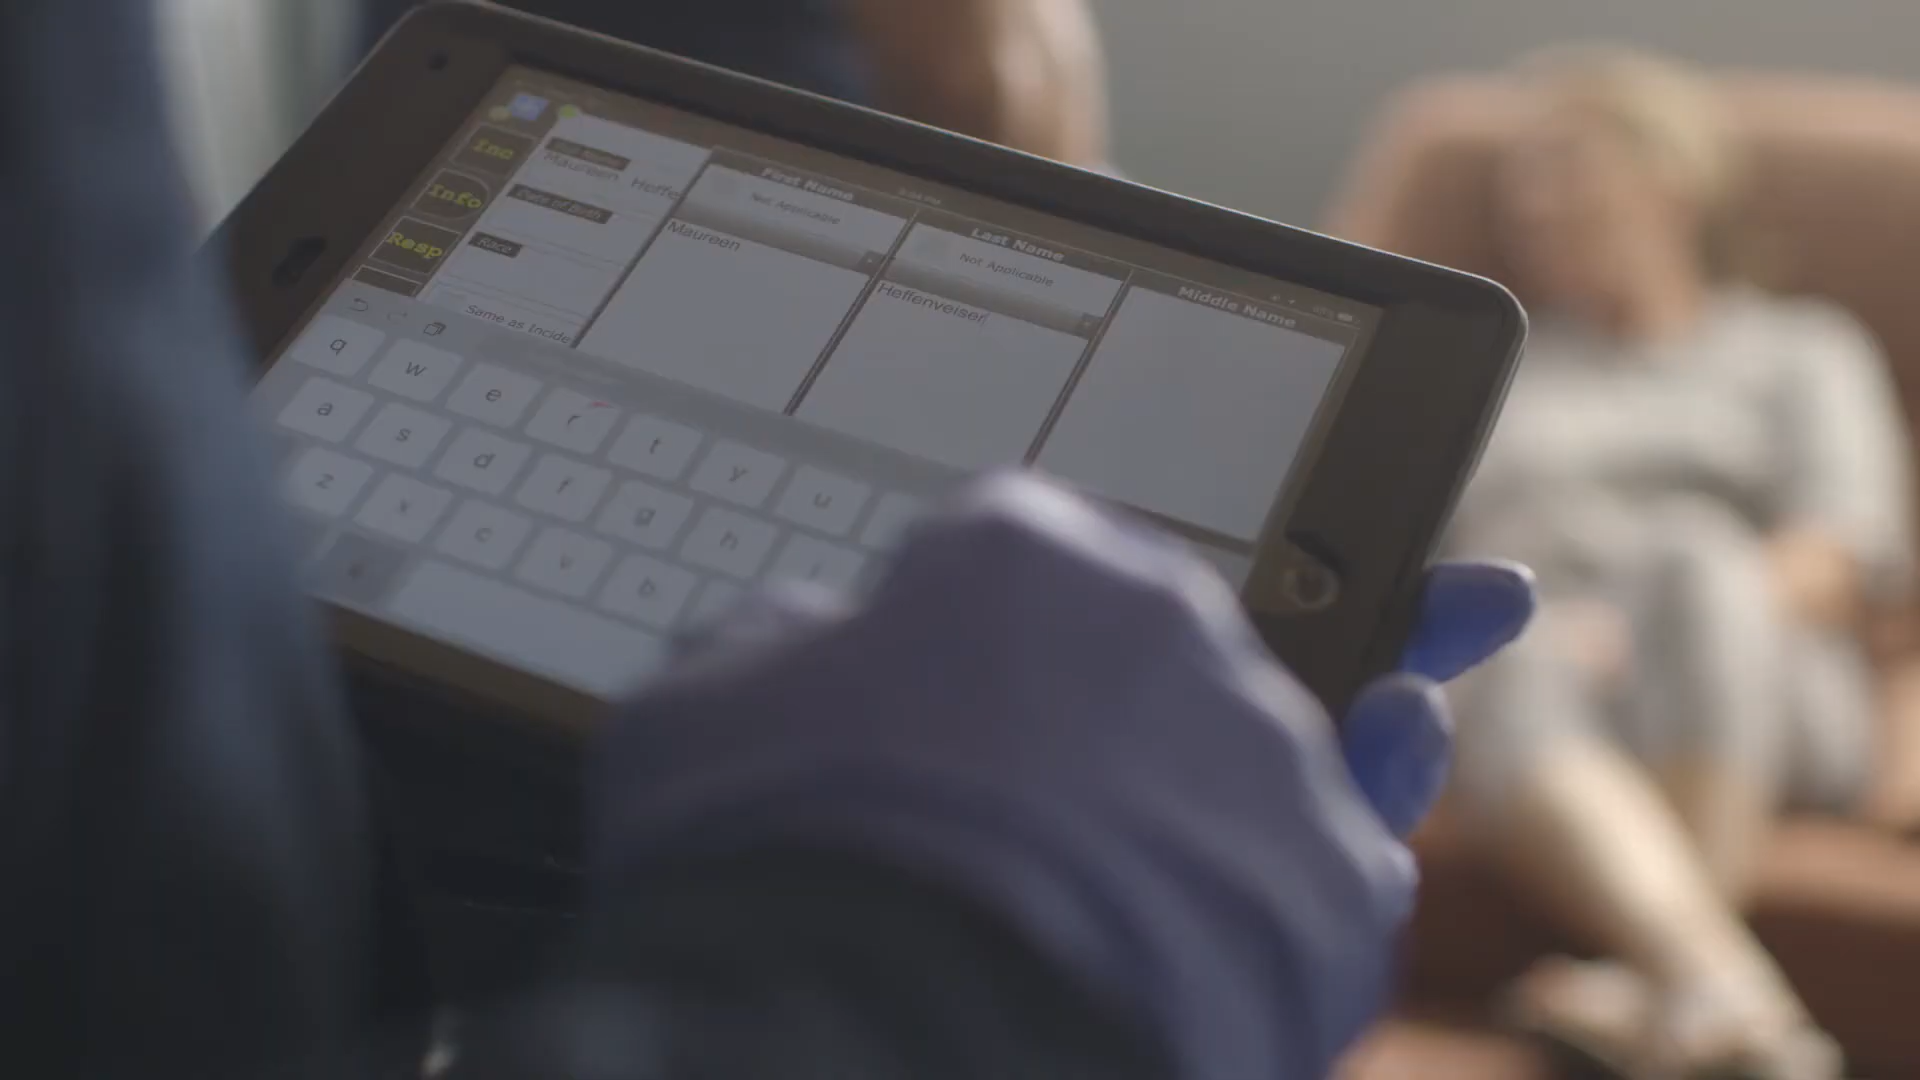 Inc
Info
Resp
Maureen Heffe
Date of Birth
Race
Same as Incide
First Name
Not Applicable
Maureen
Last Name
Not Applicable
Heffenveiser
Middle Name
q w e r t y u
a s d f g h j
z x c v b